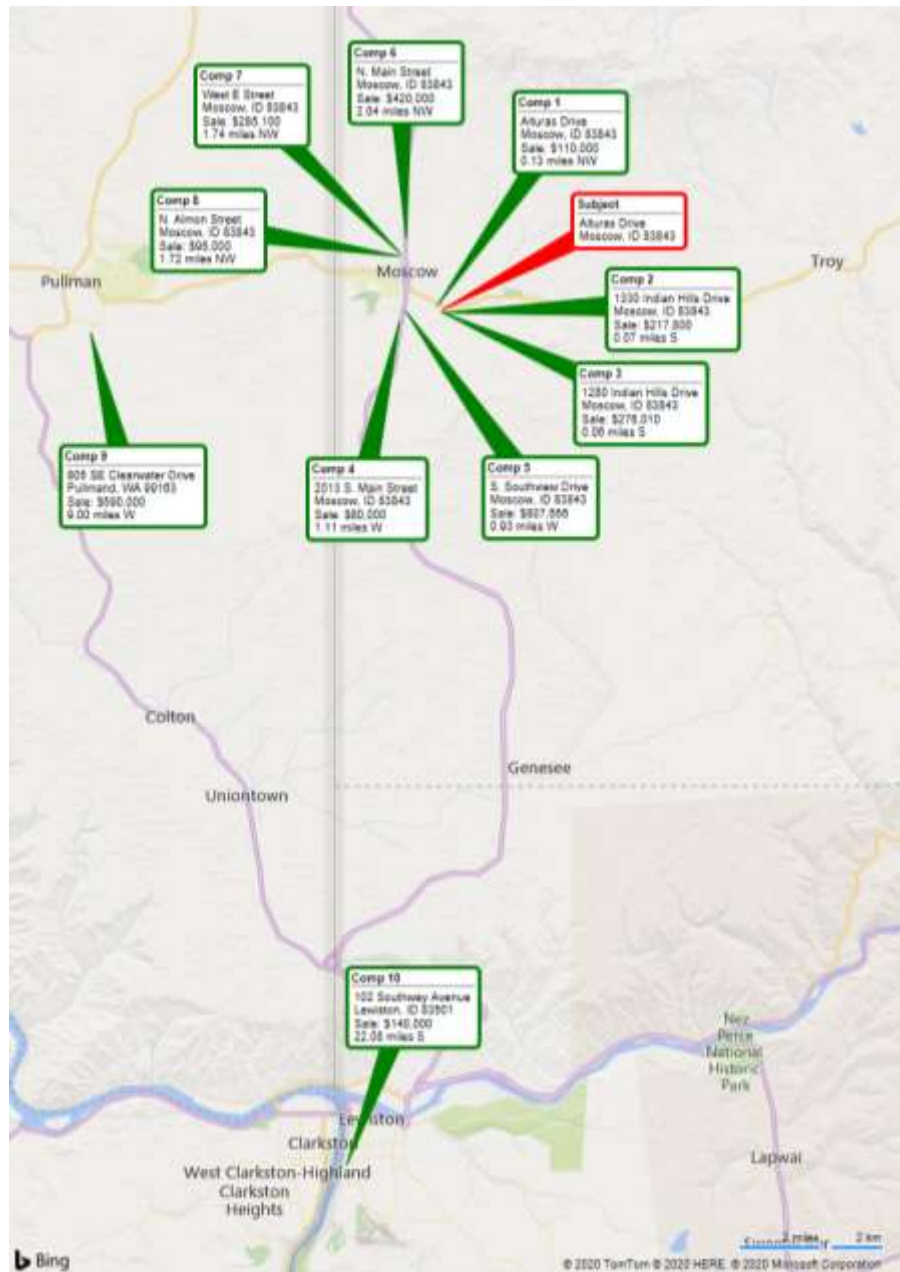 Comp 6
N. Main Street
Moscow, ID 83843
Sale: $420,000
2.04 miles NW
Comp 7
West E Street
Moscow, ID 83843
Sale: $285,100
1.74 miles NW
Comp 1
Alturas Drive
Moscow, ID 83843
Sale: $110,000
0.13 miles NW
Comp 8
N. Almon Street
Moscow, ID 83843
Sale: $95,000
1.72 miles NW
Subject
Alturas Drive
Moscow, ID 83843
Pullman
Moscow
Troy
Comp 2
1330 Indian Hills Drive
Moscow, ID 83843
Sale: $217,800
0.07 miles S
Comp 3
1280 Indian Hills Drive
Moscow, ID 83843
Sale: $278,010
0.06 miles S
Comp 9
805 SE Clearwater Drive
Pullmand, WA 99163
Sale: $590,000
9.00 miles W
Comp 4
2013 S. Main Street
Moscow, ID 83843
Sale: $80,000
1.11 miles W
Comp 5
S. Southview Drive
Moscow, ID 83843
Sale:
0.93 miles W
Colton
Genesee
Uniontown
Comp 10
102 Southway Avenue
Lewiston, ID 83501
Sale: $140,000
22.08 miles S
Nez
Perce
National
Historic
Park
Lewiston
Clarkston
West Clarkston-Highland
Clarkston
Heights
Lapwai
2 miles
2 km
Bing
© 2020 TomTom © 2020 HERE, © 2020 Microsoft Corporation